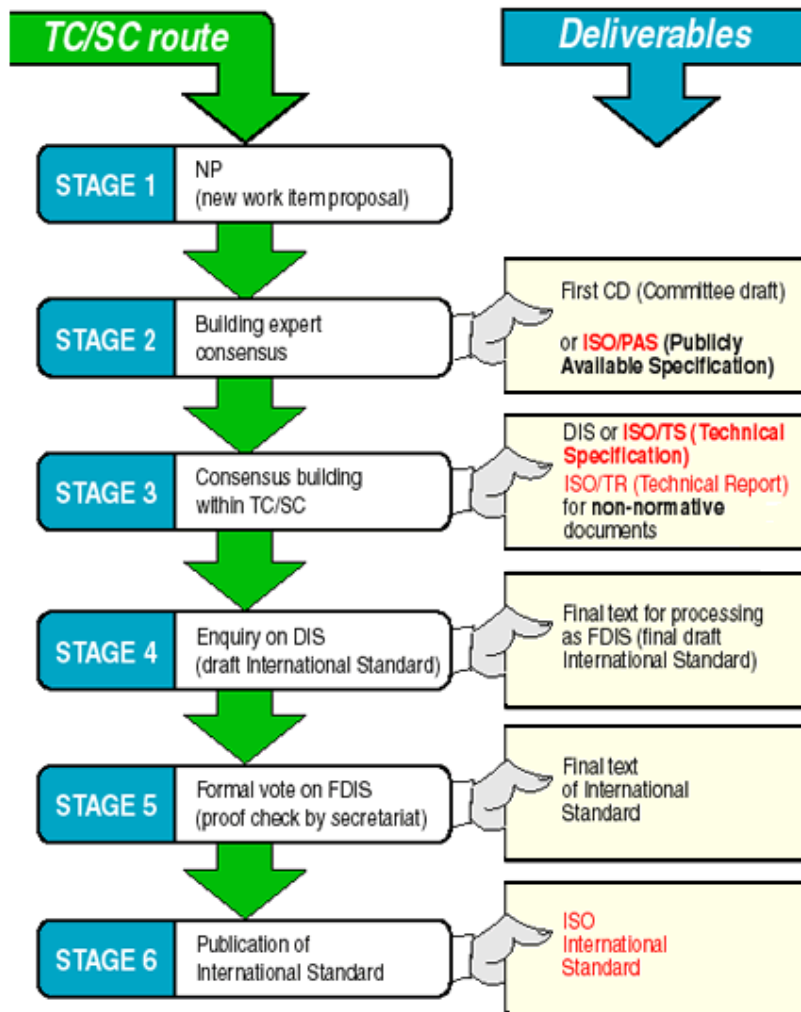 TC/SC route
Deliverables
STAGE 1
NP
(new work item proposal)
STAGE 2
Building expert
consensus
First CD (Committee draft)
or ISO/PAS (Publicly
Available Specification)
STAGE 3
Consensus building
within TC/SC
DIS or ISO/TS (Technical
Specification)
ISO/TR (Technical Report)
for non-normative
documents
STAGE 4
Enquiry on DIS
(draft International Standard)
Final text for processing
as FDIS (final draft
International Standard)
STAGE 5
Formal vote on FDIS
(proof check by secretariat)
Final text
of International
Standard
STAGE 6
Publication of
International Standard
ISO
International
Standard